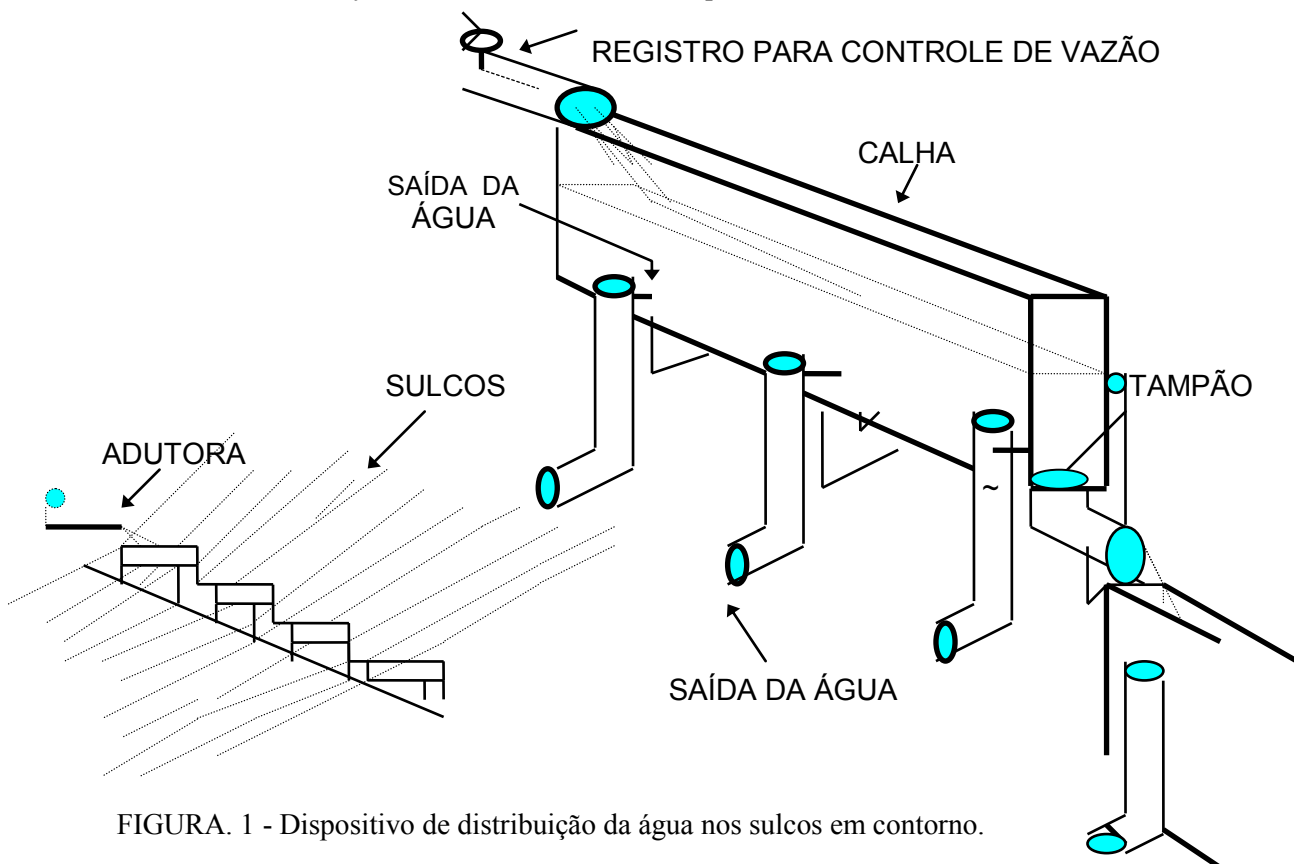 REGISTRO PARA CONTROLE DE VAZÃO
CALHA
SAÍDA DA
ÁGUA
TAMPÃO
SULCOS
ADUTORA
~
SAÍDA DA ÁGUA
FIGURA. 1 - Dispositivo de distribuição da água nos sulcos em contorno.